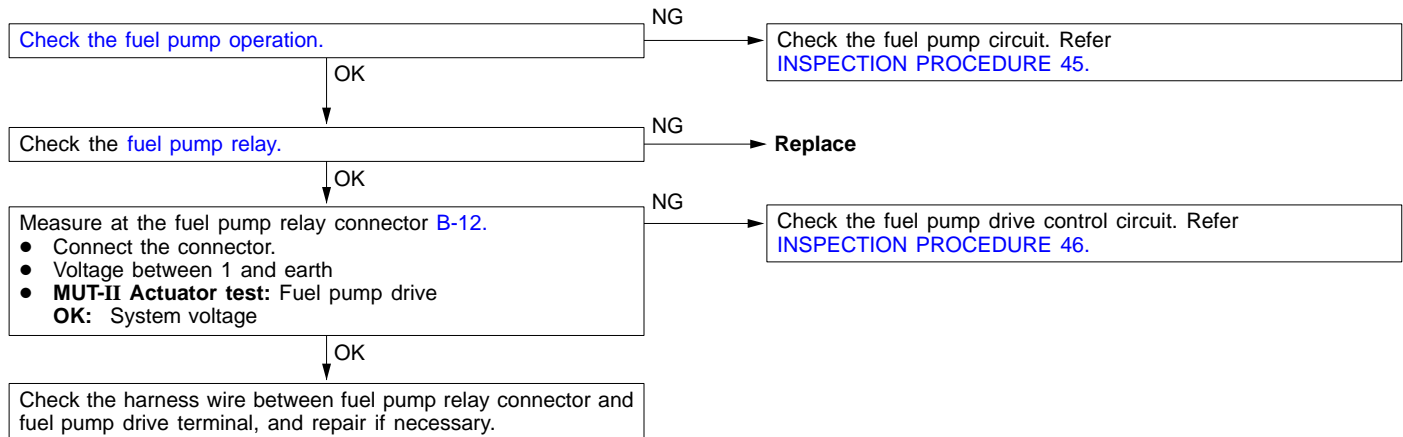 NG
Check the fuel pump operation.
Check the fuel pump circuit. Refer
INSPECTION PROCEDURE 45.
OK
NG
Check the fuel pump relay.
Replace
OK
NG
Measure at the fuel pump relay connector B-12.
● Connect the connector.
● Voltage between 1 and earth
● MUT-II Actuator test: Fuel pump drive
OK: System voltage
Check the fuel pump drive control circuit. Refer
INSPECTION PROCEDURE 46.
OK
Check the harness wire between fuel pump relay connector and
fuel pump drive terminal, and repair if necessary.